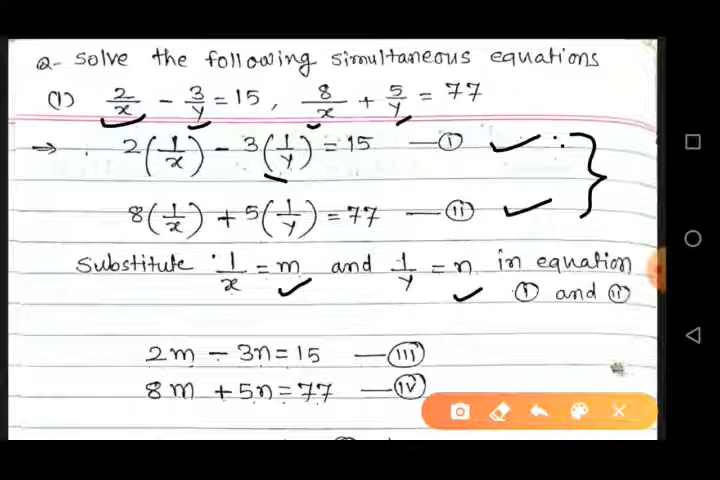 Q- solve the following simultaneous equations
(1) 2/x - 3/y = 15 , 8/x + 5/y = 77
⇒ 2(1/x) - 3(1/y) = 15 —(i)
8(1/x) + 5(1/y) = 77 —(ii)
Substitute 1/x = m and 1/y = n in equation
(i) and (ii)
2m - 3n = 15 —(III)
8m + 5n = 77 —(IV)